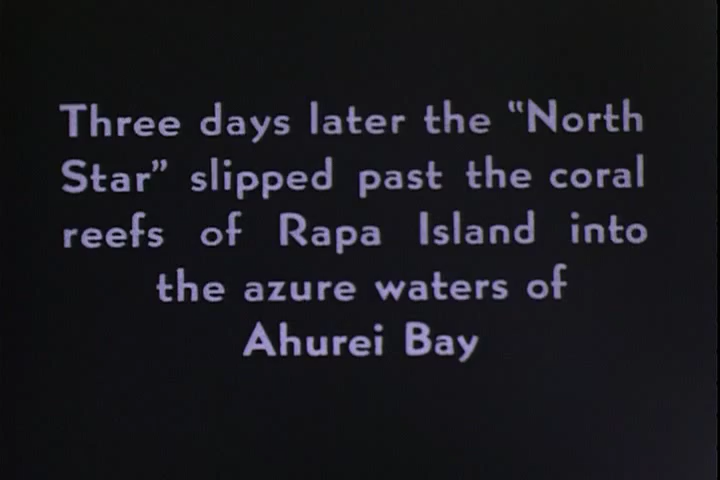 Three days later the "North
Star" slipped past the coral
reefs of Rapa Island into
the azure waters of
Ahurei Bay